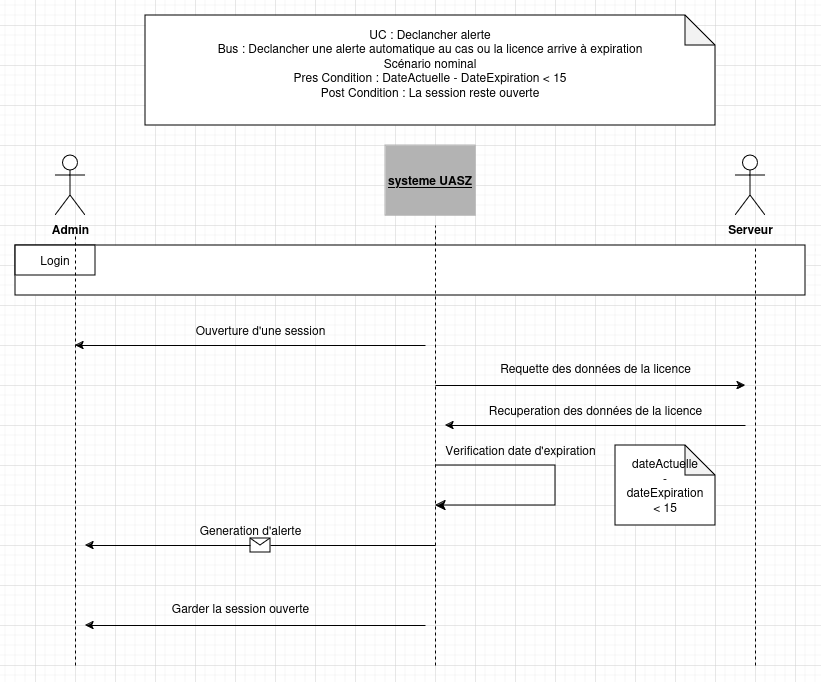 UC : Declancher alerte
Bus : Declancher une alerte automatique au cas ou la licence arrive à expiration
Scénario nominal
Pres Condition : DateActuelle - DateExpiration < 15
Post Condition : La session reste ouverte
systeme UASZ
Admin
Serveur
Login
Ouverture d'une session
Requette des données de la licence
Recuperation des données de la licence
Verification date d'expiration
dateActuelle
-
dateExpiration
< 15
Generation d'alerte
Garder la session ouverte